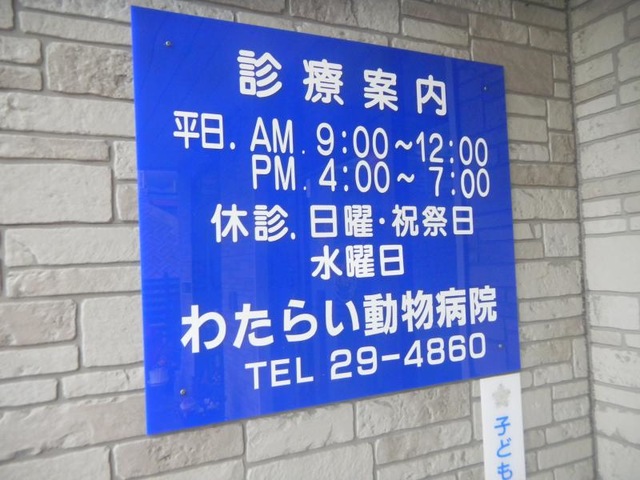 診療案内
平日. AM. 9:00~12:00
PM. 4:00~ 7:00
休診. 日曜・祝祭日
水曜日
わたらい動物病院
TEL 29-4860
子ども